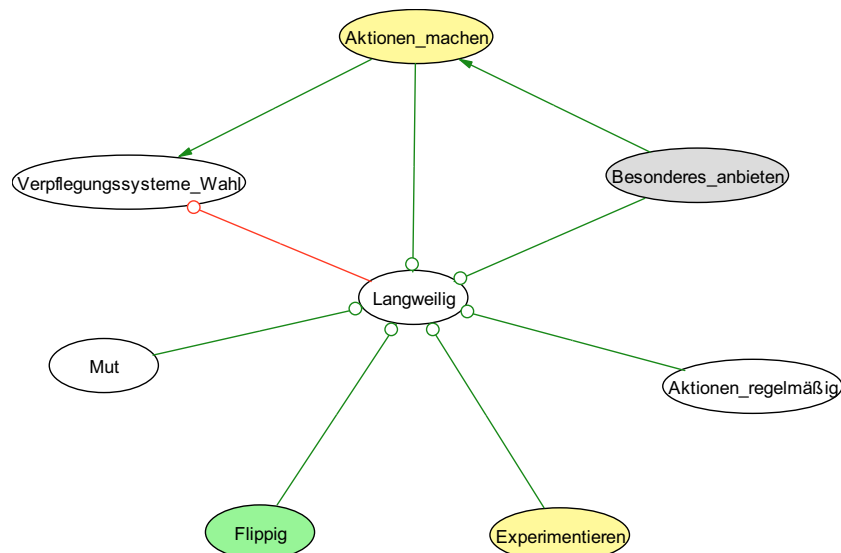 Aktionen_machen
Verpflegungssysteme_Wahl
Besonderes_anbieten
Langweilig
Mut
Aktionen_regelmäßig
Flippig
Experimentieren